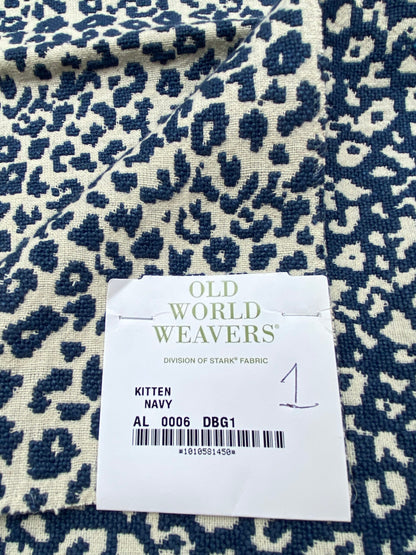 OLD
WORLD
WEAVERS®
DIVISION OF STARK® FABRIC
1
KITTEN
NAVY
AL 0006 DBG1
*1010581450*